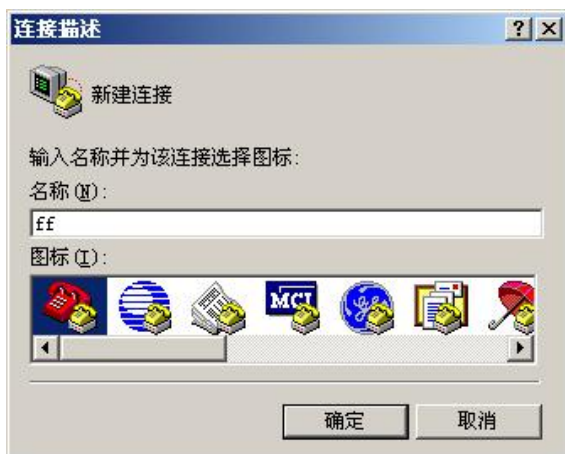 连接描述
新建连接
输入名称并为该连接选择图标:
名称(N):
ff
图标(I):
MCI
确定 取消